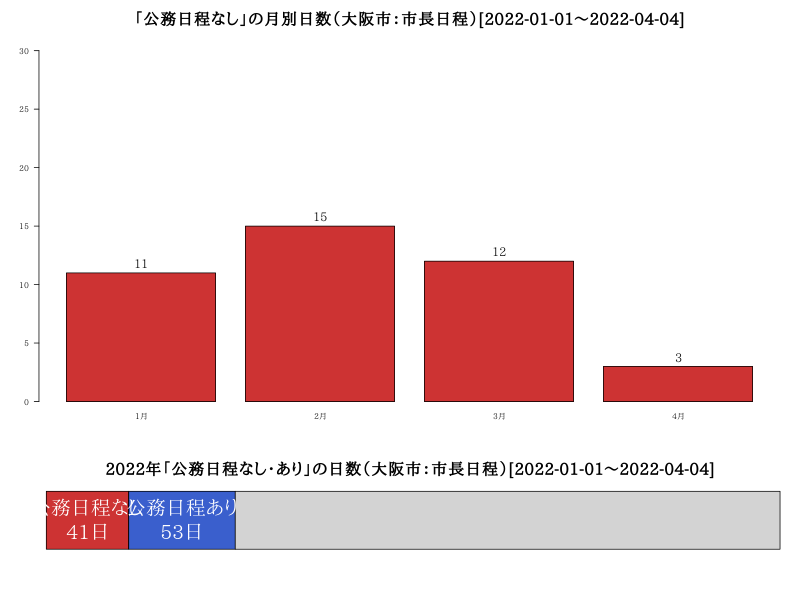 「公務日程なし」の月別日数（大阪市：市長日程）[2022-01-01～2022-04-04]
30
25
20
15
10
5
0
11
15
12
3
1月
2月
3月
4月
2022年「公務日程なし・あり」の日数（大阪市：市長日程）[2022-01-01～2022-04-04]
公務日程な
41日
公務日程あり
53日